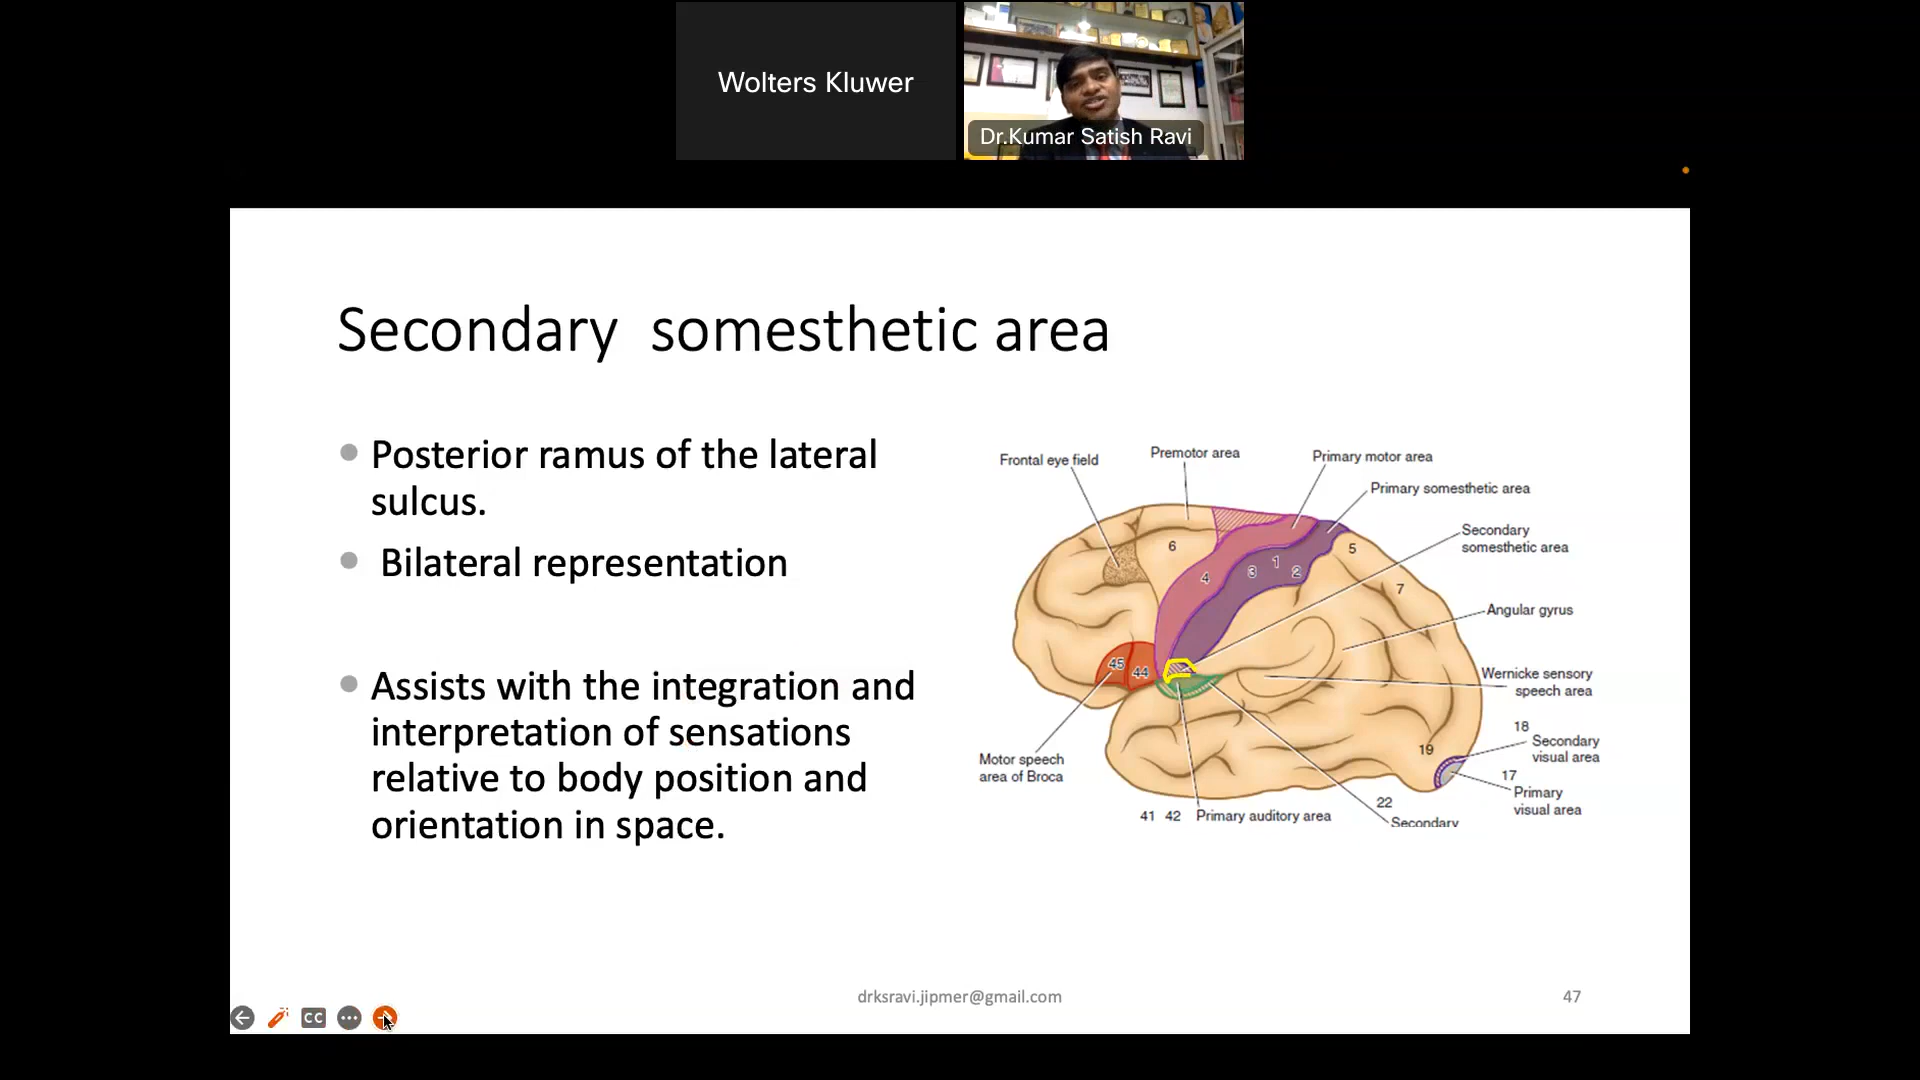 Wolters Kluwer
Dr.Kumar Satish Ravi
Secondary somesthetic area
Posterior ramus of the lateral
sulcus.
Bilateral representation
Assists with the integration and
interpretation of sensations
relative to body position and
orientation in space.
Frontal eye field
Premotor area
Primary motor area
Primary somesthetic area
Secondary
somesthetic area
6
5
4
3
1
2
7
Angular gyrus
45
44
Wernicke sensory
speech area
18
Secondary
visual area
19
17
Primary
visual area
Motor speech
area of Broca
41 42 Primary auditory area
22
Secondary
drksravi.jipmer@gmail.com
47
CC